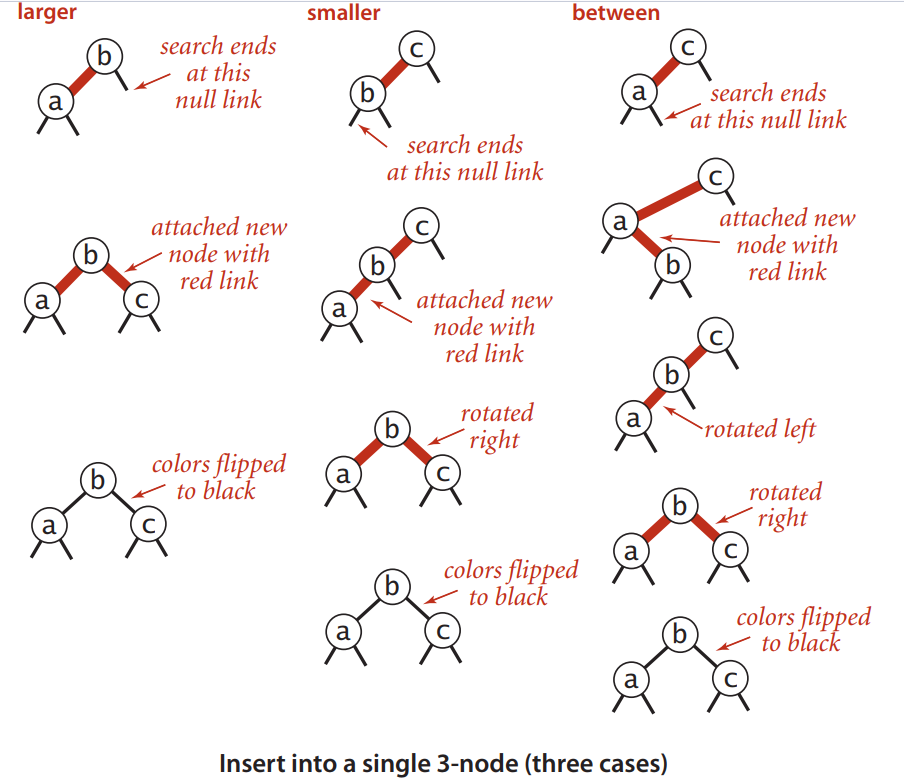 larger
b
search ends
at this
null link
a
attached new
node with
red link
b
a
c
colors flipped
to black
b
a
c
smaller
c
b
search ends
at this null link
c
b
a
attached new
node with
red link
rotated
right
b
a
c
colors flipped
to black
b
a
c
between
c
a
search ends
at this null link
c
a
attached new
node with
red link
b
c
b
a
rotated left
rotated
right
b
a
c
colors flipped
to black
b
a
c
Insert into a single 3-node (three cases)